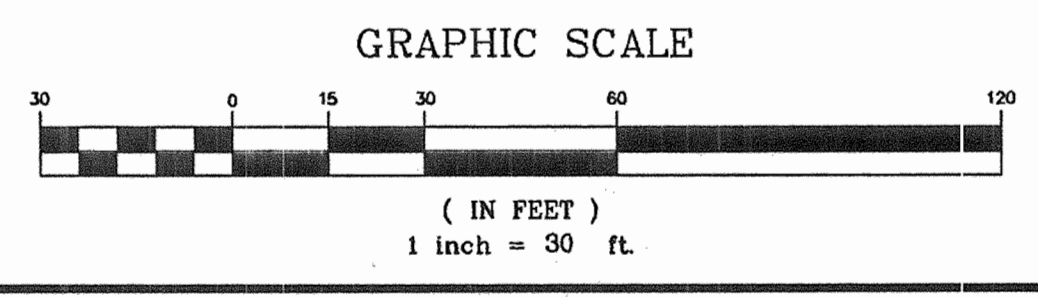 GRAPHIC SCALE
30 0 15 30 60 120
( IN FEET )
1 inch = 30 ft.